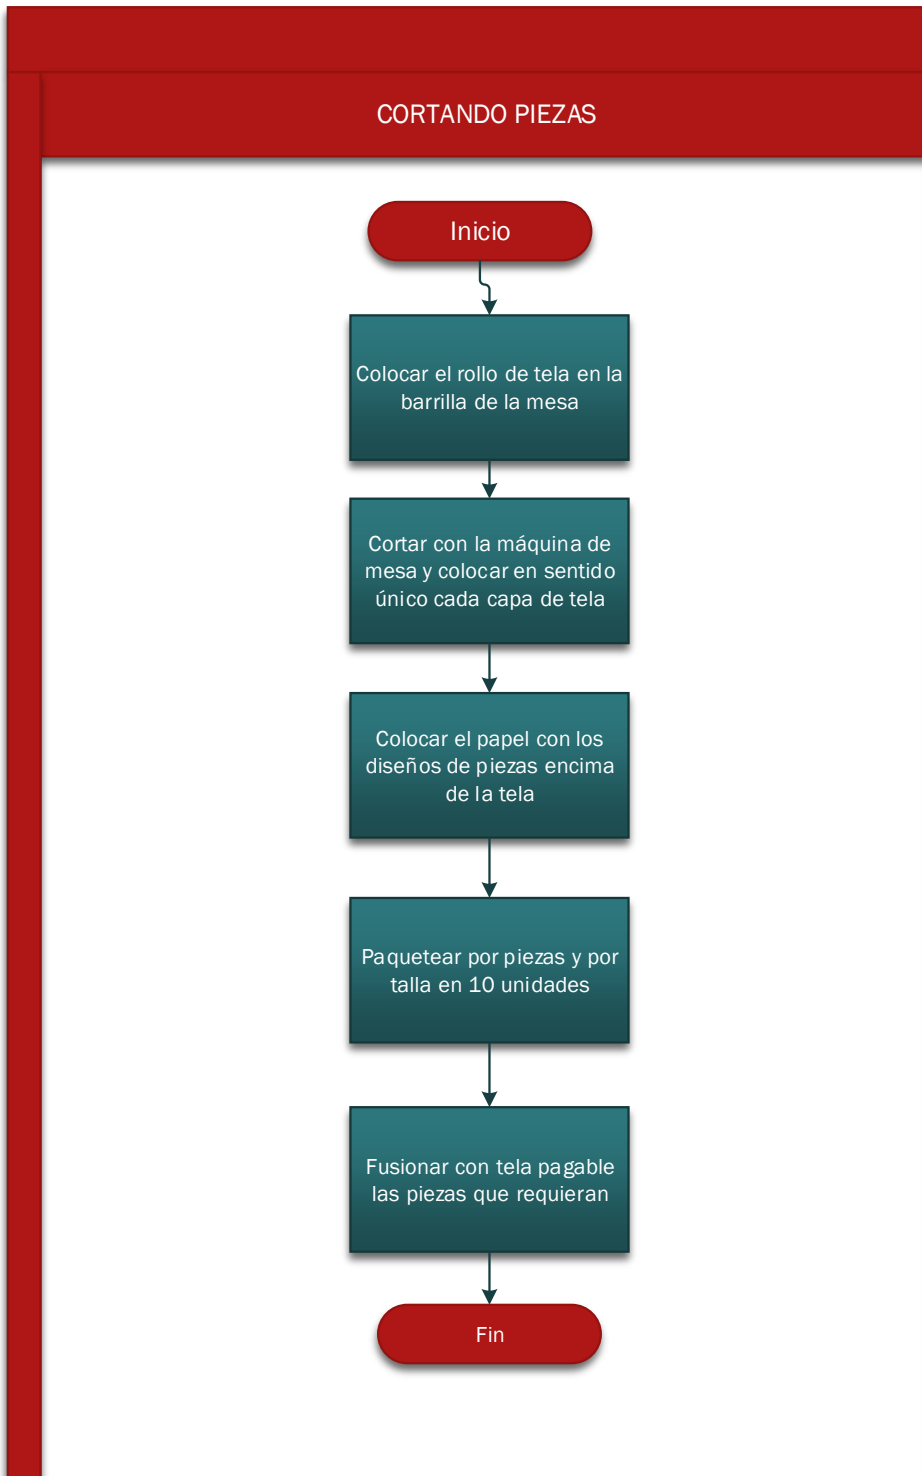 CORTANDO PIEZAS
Inicio
Colocar el rollo de tela en la
barrilla de la mesa
Cortar con la máquina de
mesa y colocar en sentido
único cada capa de tela
Colocar el papel con los
diseños de piezas encima
de la tela
Paquetear por piezas y por
talla en 10 unidades
Fusionar con tela pagable
las piezas que requieran
Fin